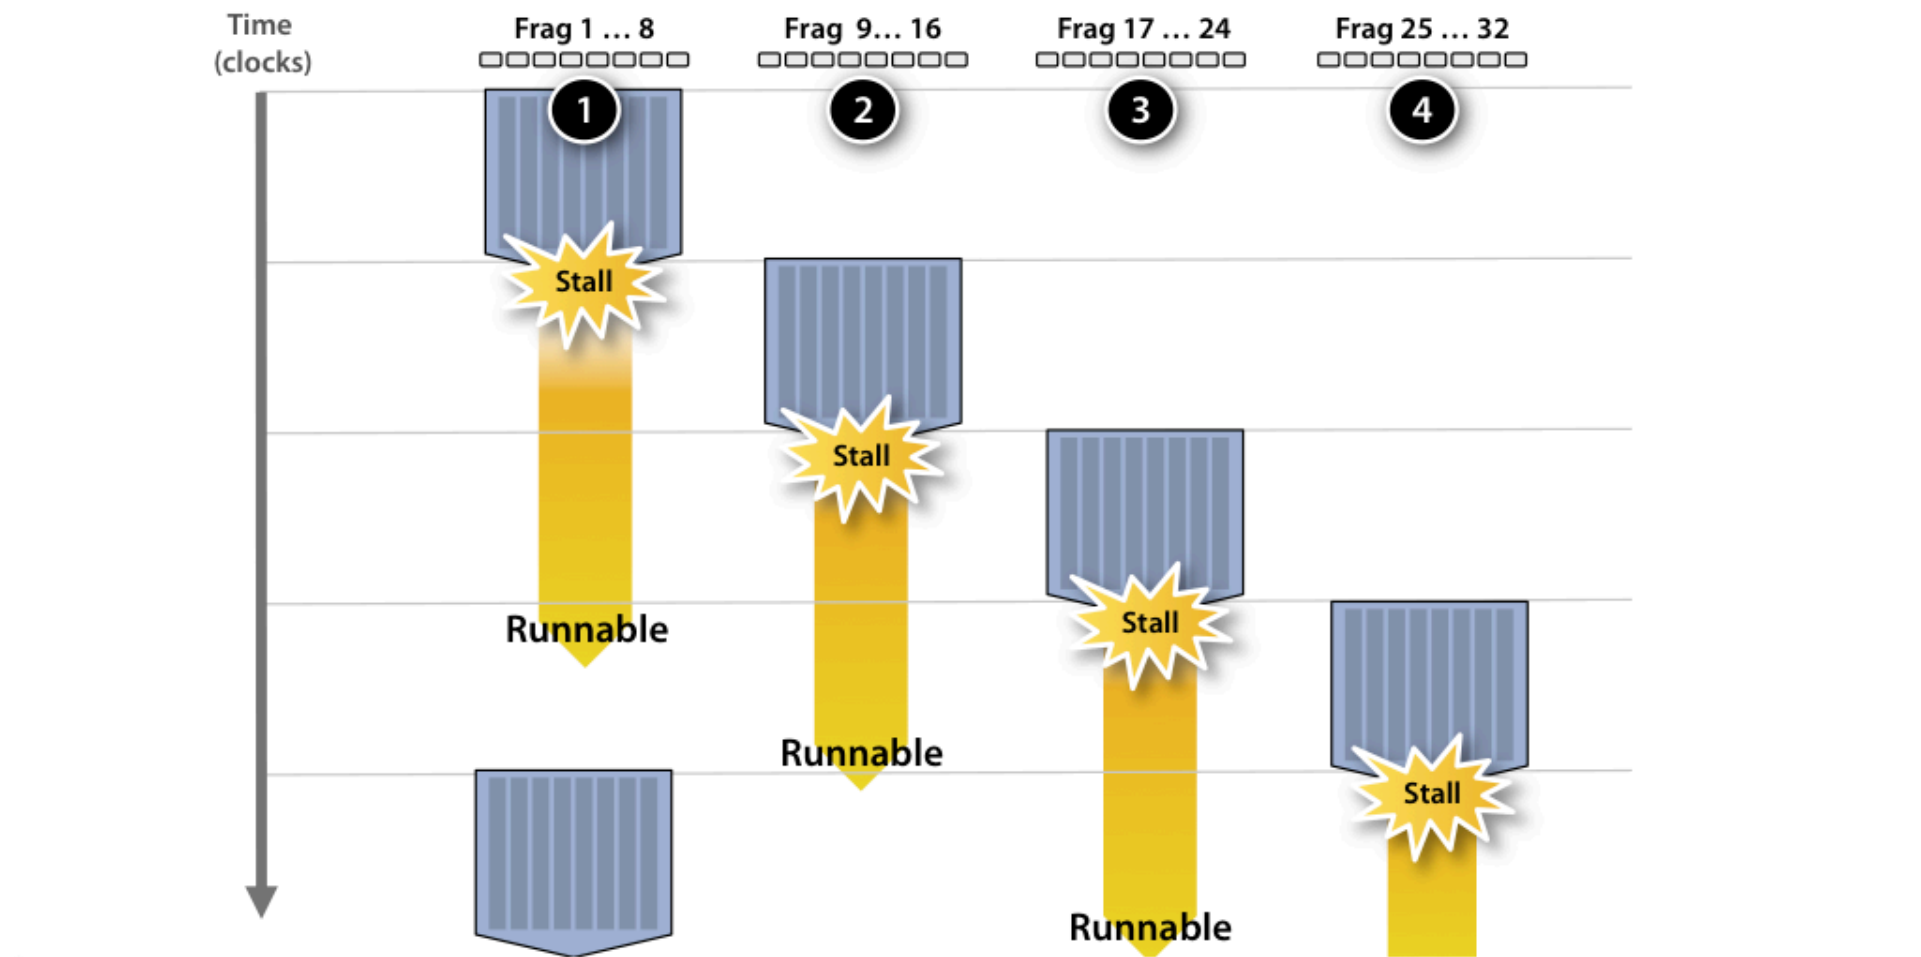 Time
(clocks)
Frag 1 … 8
Frag 9… 16
Frag 17 … 24
Frag 25 … 32
1
2
3
4
Stall
Stall
Stall
Runnable
Runnable
Stall
Runnable